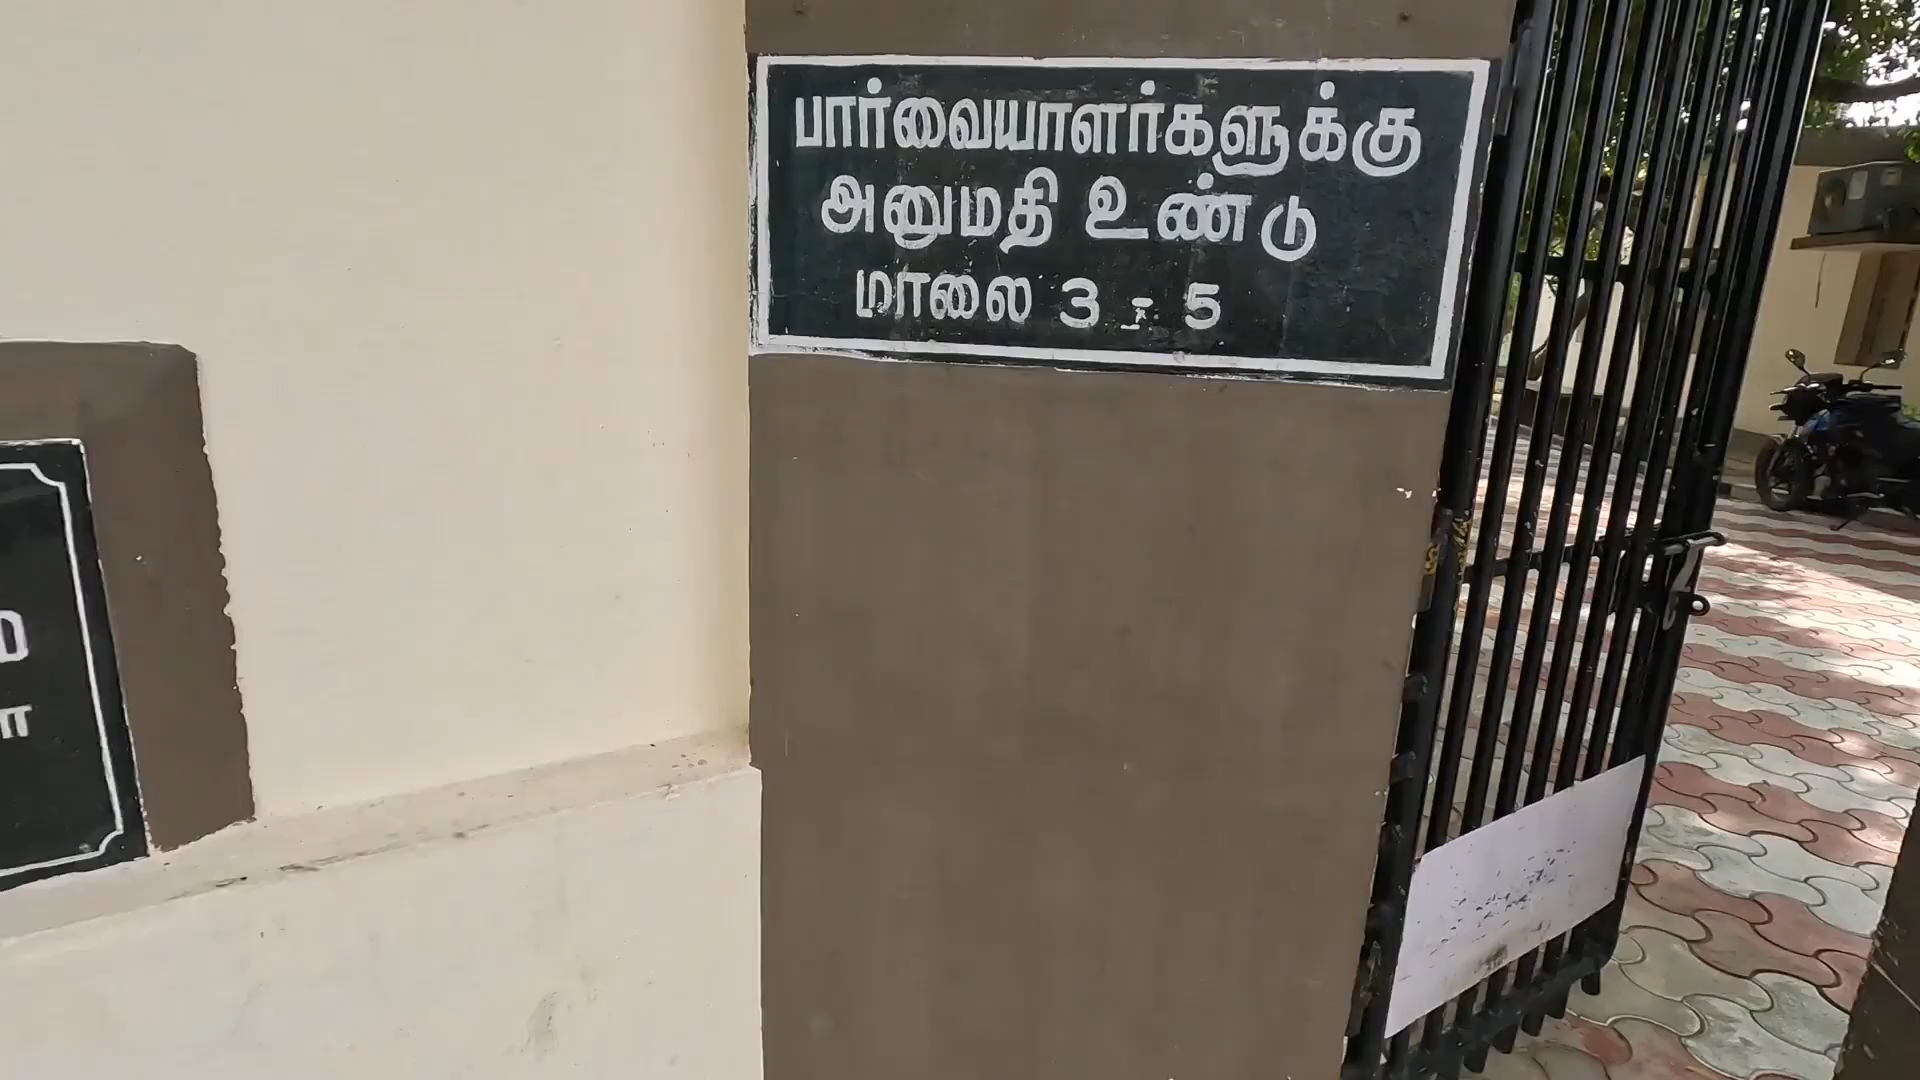 பார்வையாளர்களுக்கு
அனுமதி உண்டு
மாலை 3 - 5